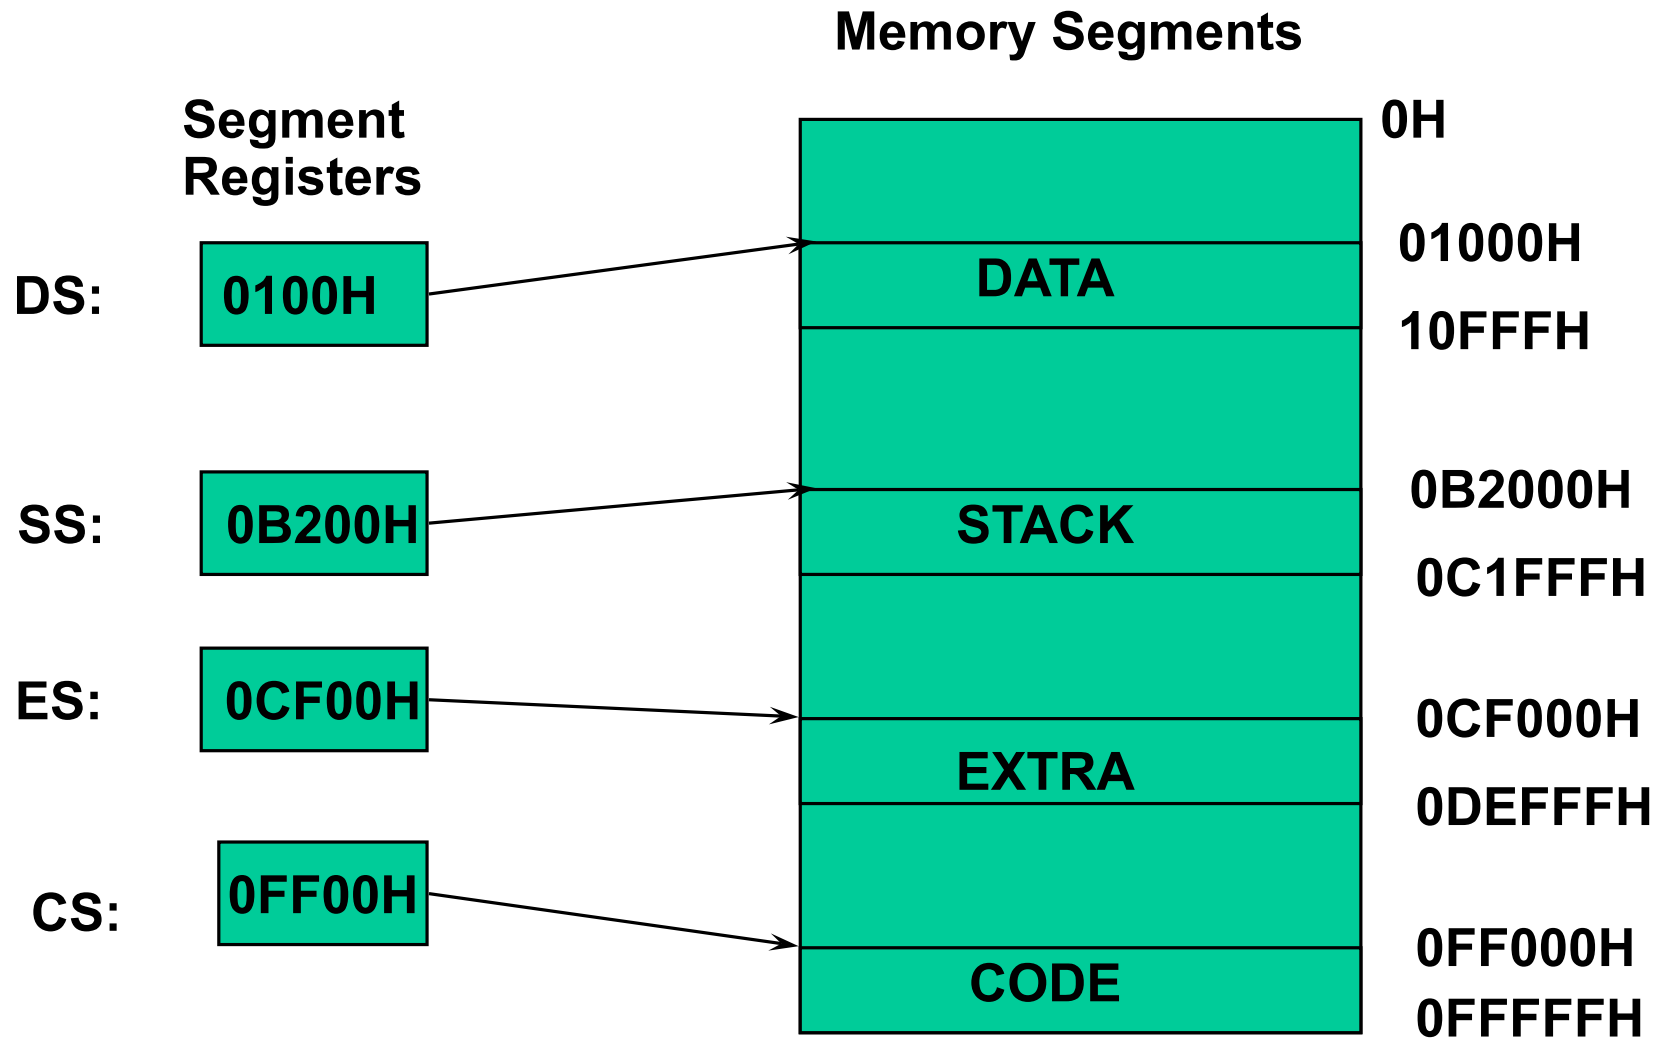 Memory Segments
Segment
Registers
0H
01000H
DS:
0100H
DATA
10FFFH
0B2000H
SS:
0B200H
STACK
0C1FFFH
ES:
0CF00H
0CF000H
EXTRA
0DEFFFH
CS:
0FF00H
0FF000H
CODE
0FFFFFH